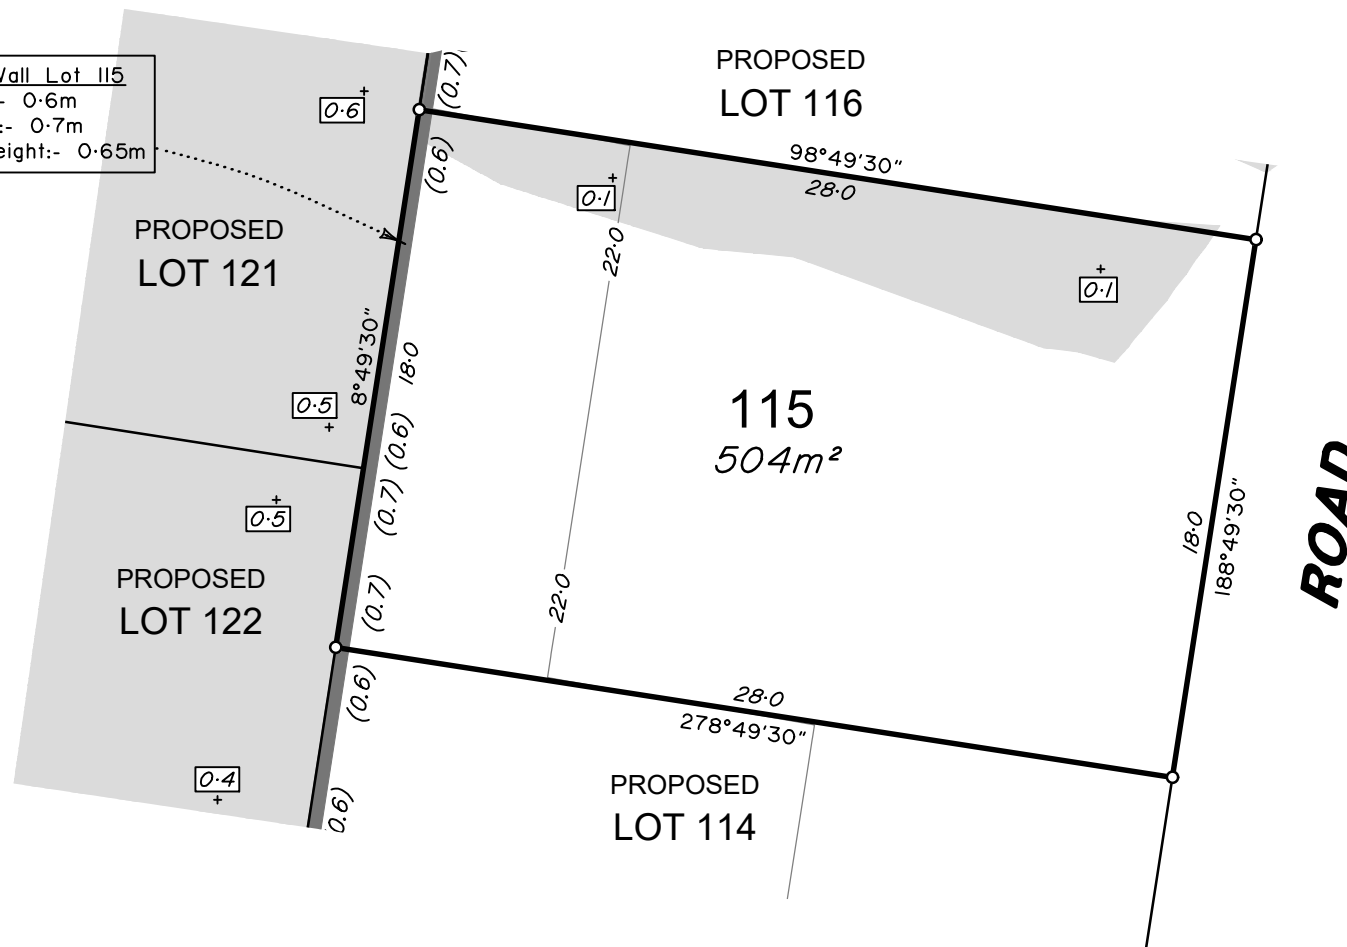 PROPOSED
LOT 116
Wall Lot 115
:- 0·6m
:- 0·7m
eight:- 0·65m
0·6
(0.7)
(0.6)
98°49'30"
28·0
0·1
0·1
22·0
PROPOSED
LOT 121
8°49'30"
18·0
0·5
(0.6)
(0.7)
115
504m²
0·5
PROPOSED
LOT 122
(0.7)
22·0
18·0
188°49'30"
ROAD
(0.6)
28·0
278°49'30"
0·4
0.6)
PROPOSED
LOT 114